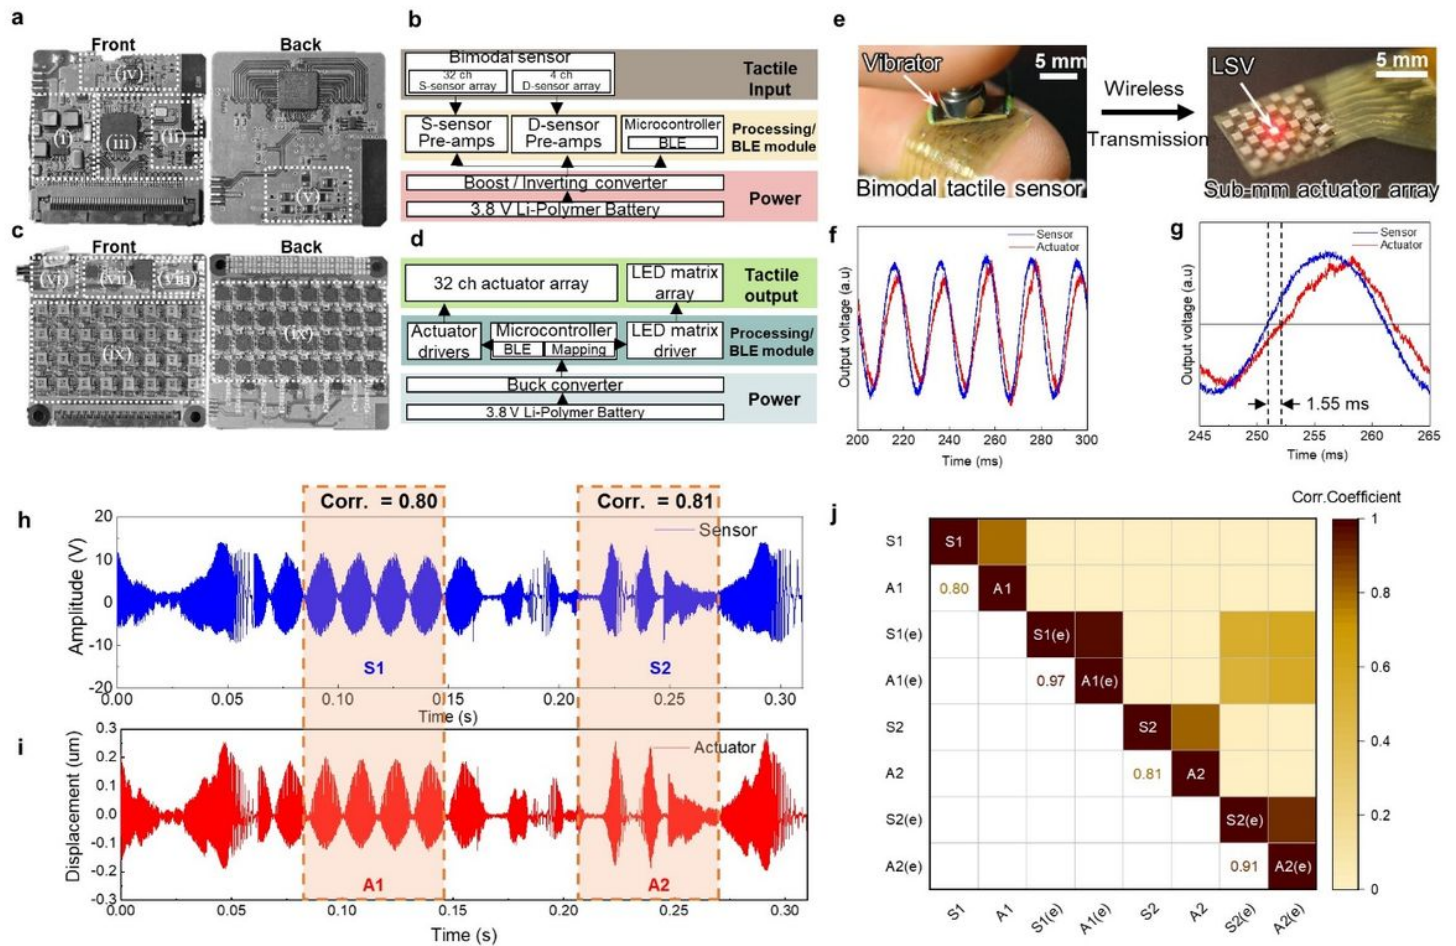 a
Front
Back
(i)
(ii)
(iii)
(iv)
(v)
b
Bimodal sensor
32 ch
S-sensor array
4 ch
D-sensor array
Tactile
Input
S-sensor
Pre-amps
D-sensor
Pre-amps
Microcontroller
BLE
Processing/
BLE module
Boost / Inverting converter
3.8 V Li-Polymer Battery
Power
c
Front
Back
(vi)
(vii)
(viii)
(ix)
(ix)
d
32 ch actuator array
LED matrix
array
Tactile
output
Actuator
drivers
Microcontroller
BLE
Mapping
LED matrix
driver
Processing/
BLE module
Buck converter
3.8 V Li-Polymer Battery
Power
e
Vibrator
5 mm
Bimodal tactile sensor
Wireless
Transmission
LSV
5 mm
Sub-mm actuator array
f
Sensor
Actuator
Output voltage (a.u)
200 220 240 260 280 300
Time (ms)
g
Sensor
Actuator
Output voltage (a.u)
1.55 ms
245 250 255 260 265
Time (ms)
h
Corr. = 0.80
Corr. = 0.81
Sensor
Amplitude (V)
20
10
0
-10
-20
S1
S2
0.00 0.05 0.10 0.15 0.20 0.25 0.30
Time (s)
i
Actuator
Displacement (um)
0.3
0.2
0.1
0.0
-0.1
-0.2
-0.3
A1
A2
0.00 0.05 0.10 0.15 0.20 0.25 0.30
Time (s)
j
Corr.Coefficient
S1 S1
A1 0.80 A1
S1(e) S1(e)
A1(e) 0.97 A1(e)
S2 S2
A2 0.81 A2
S2(e) S2(e)
A2(e) 0.91 A2(e)
S1 A1 S1(e) A1(e) S2 A2 S2(e) A2(e)
1
0.8
0.6
0.4
0.2
0